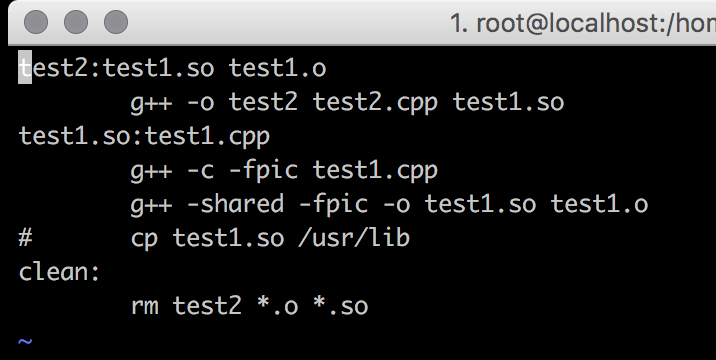 1. root@localhost:/hom
test2:test1.so test1.o
        g++ -o test2 test2.cpp test1.so
test1.so:test1.cpp
        g++ -c -fpic test1.cpp
        g++ -shared -fpic -o test1.so test1.o
#       cp test1.so /usr/lib
clean:
        rm test2 *.o *.so
~